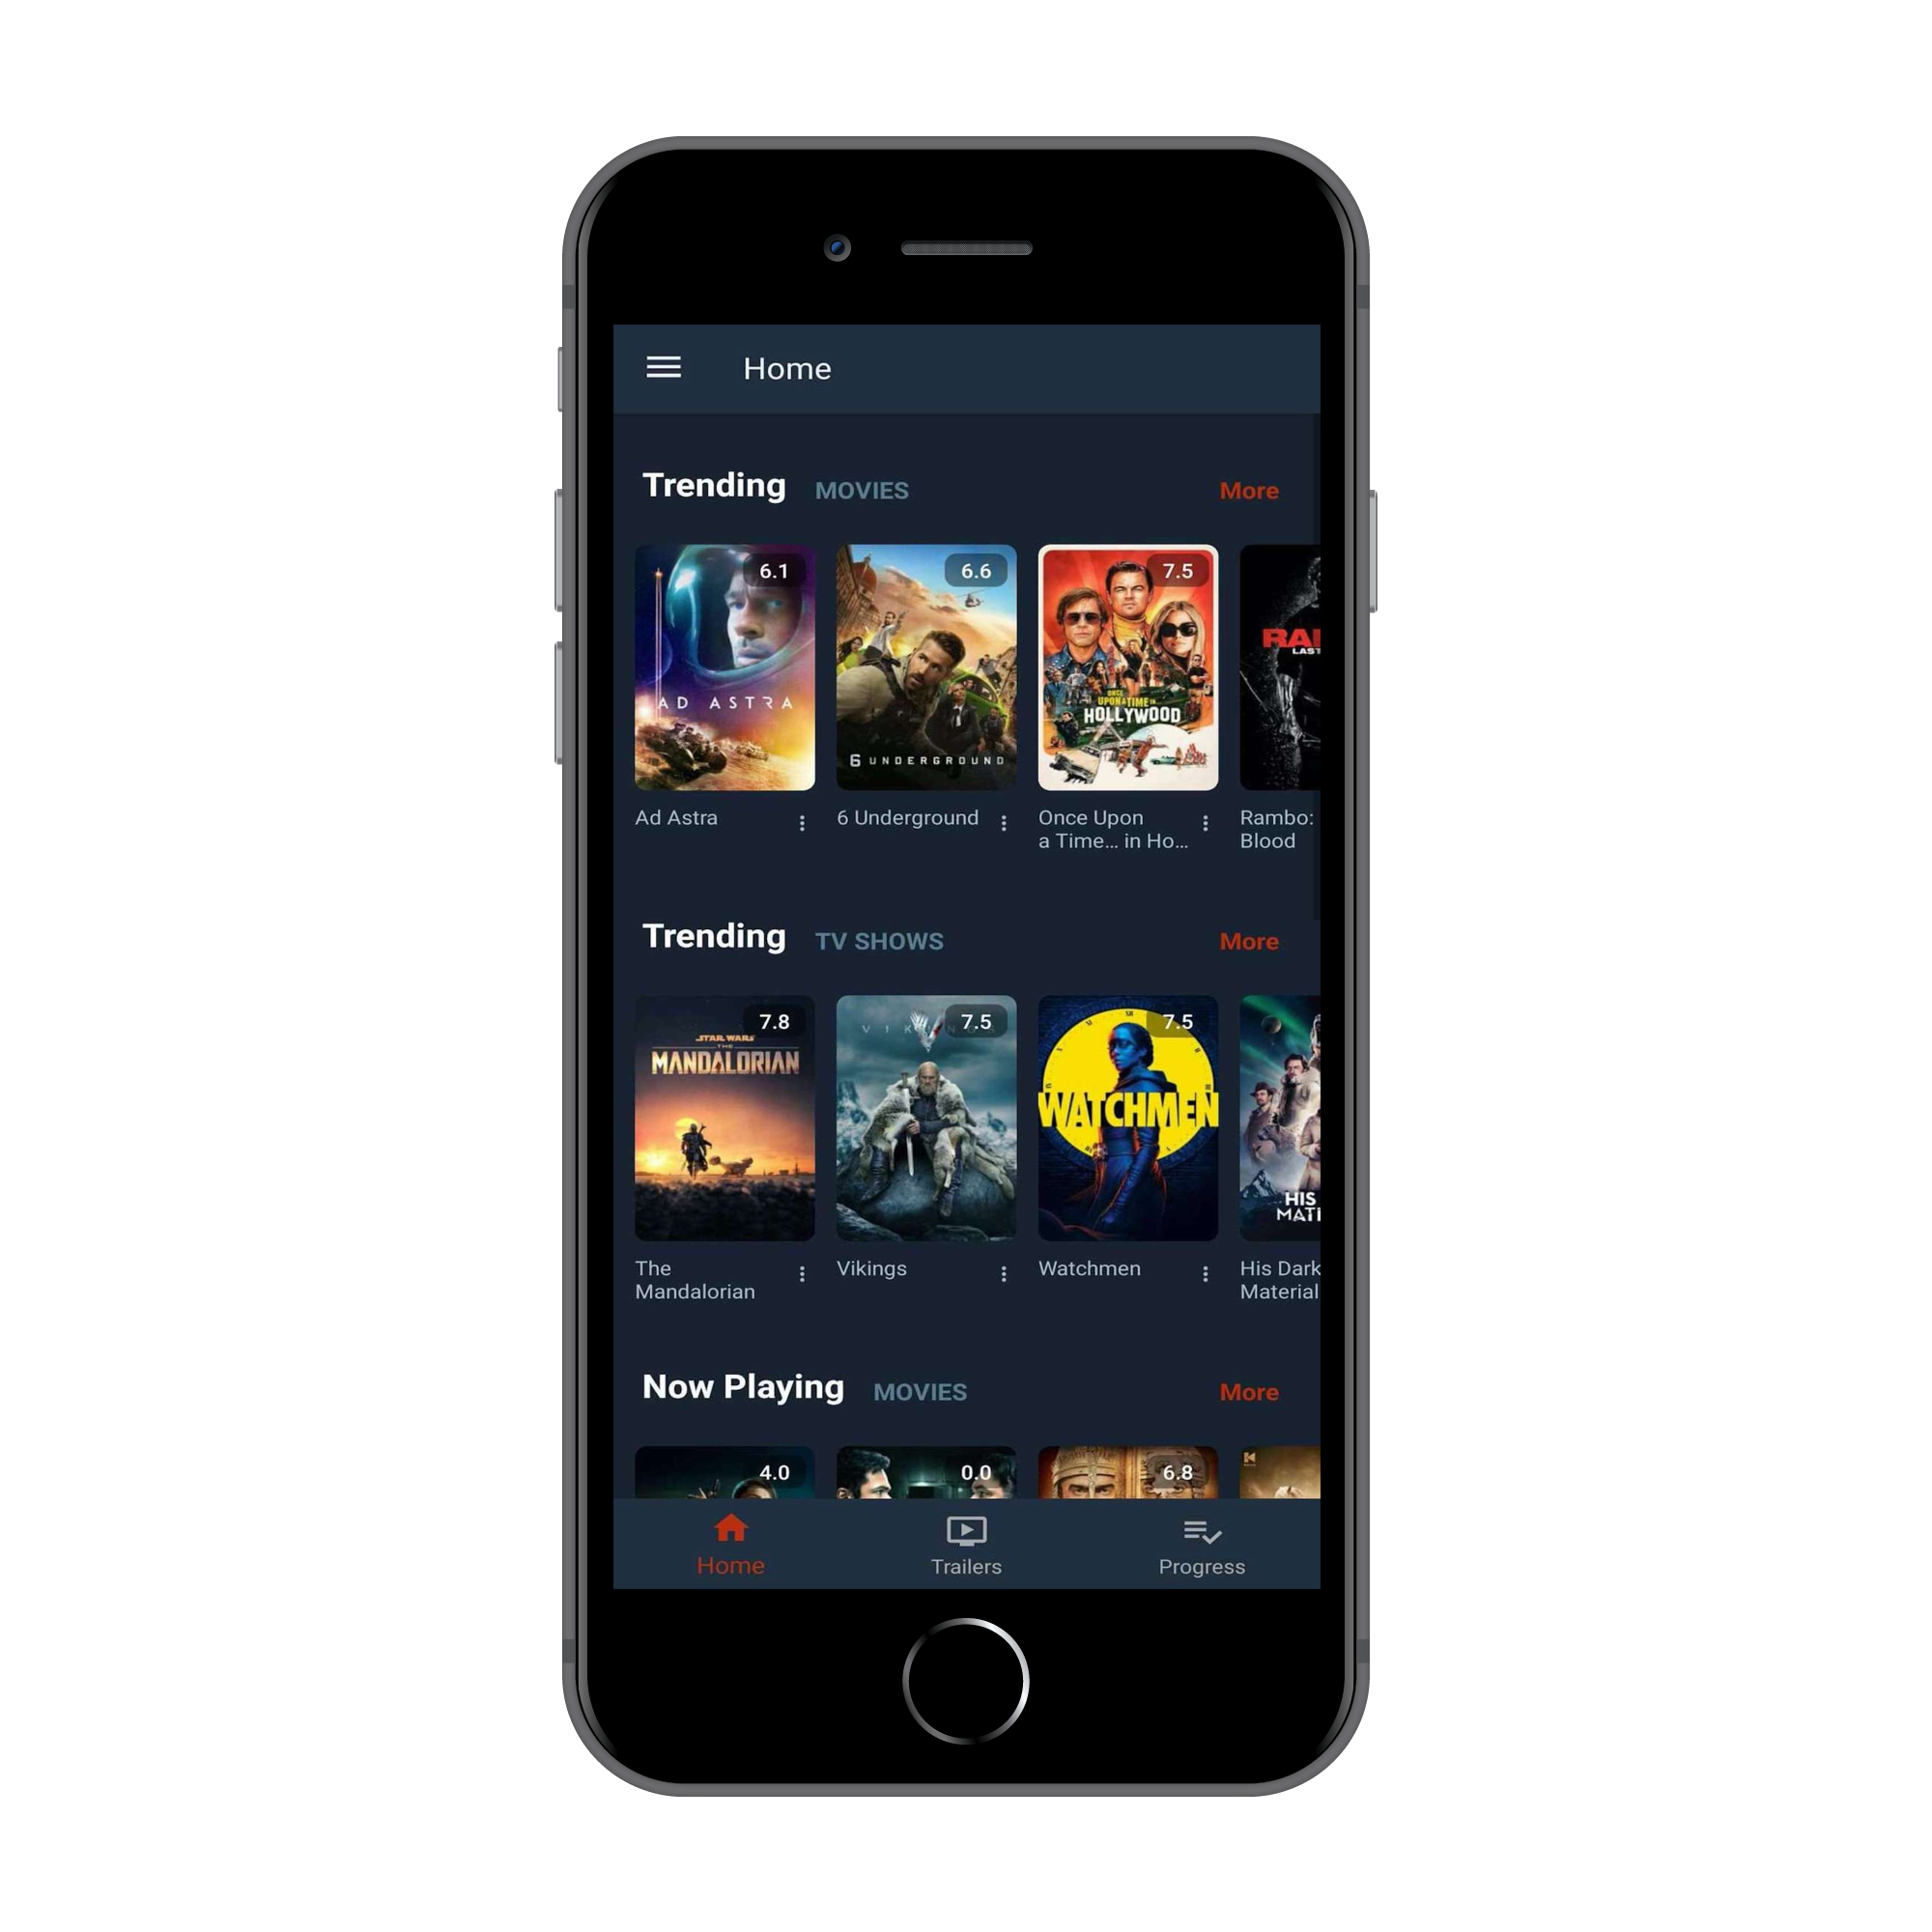 Home
Trending MOVIES More
6.1
6.6
7.5
AD ASTRA
6 UNDERGROUND
ONCE
UPON A TIME IN
HOLLYWOOD
RAI
LAST
Ad Astra
6 Underground
Once Upon
a Time... in Ho...
Rambo:
Blood
Trending TV SHOWS More
7.8
7.5
7.5
STAR WARS
THE
MANDALORIAN
VIKINGS
WATCHMEN
HIS
MATE
The
Mandalorian
Vikings
Watchmen
His Dark
Material
Now Playing MOVIES More
4.0
0.0
6.8
Home
Trailers
Progress